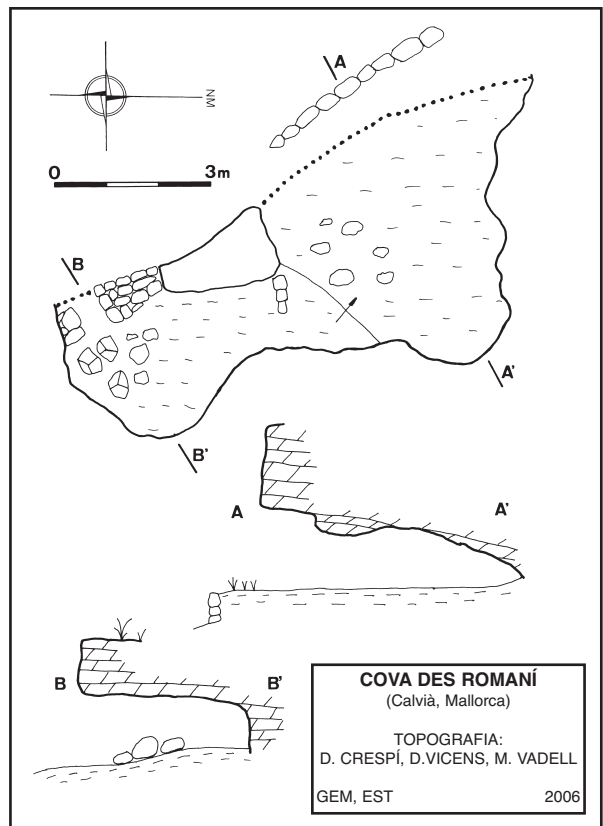 A
NM
0 3m
B
A'
B'
A A'
B B'
COVA DES ROMANÍ
(Calvià, Mallorca)
TOPOGRAFIA:
D. CRESPÍ, D.VICENS, M. VADELL
GEM, EST 2006